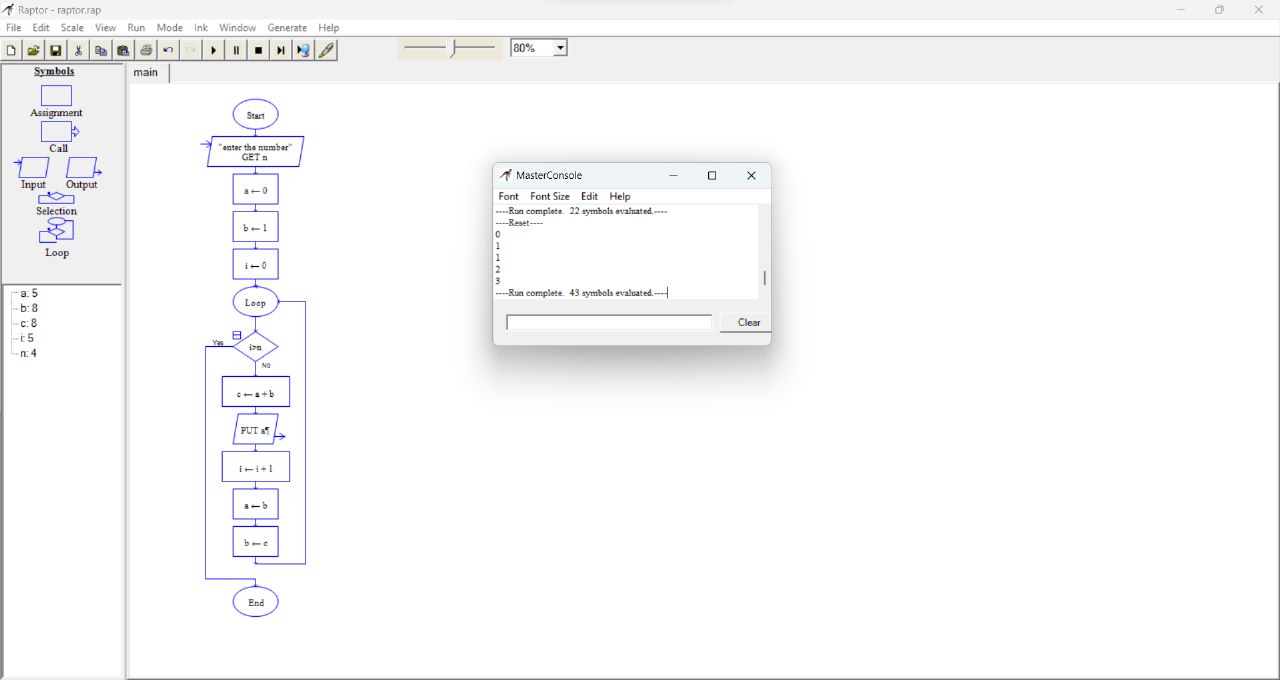 Raptor - raptor.rap
File Edit Scale View Run Mode Ink Window Generate Help
80%
Symbols
Assignment
Call
Input Output
Selection
Loop
a: 5
b: 8
c: 8
i: 5
n: 4
main
Start
"enter the number"
GET n
a ← 0
b ← 1
i ← 0
Loop
i>n
Yes
No
c ← a + b
PUT a¶
i ← i + 1
a ← b
b ← c
End
MasterConsole
Font Font Size Edit Help
----Run complete. 22 symbols evaluated.----
----Reset----
0
1
1
2
3
----Run complete. 43 symbols evaluated.----
Clear